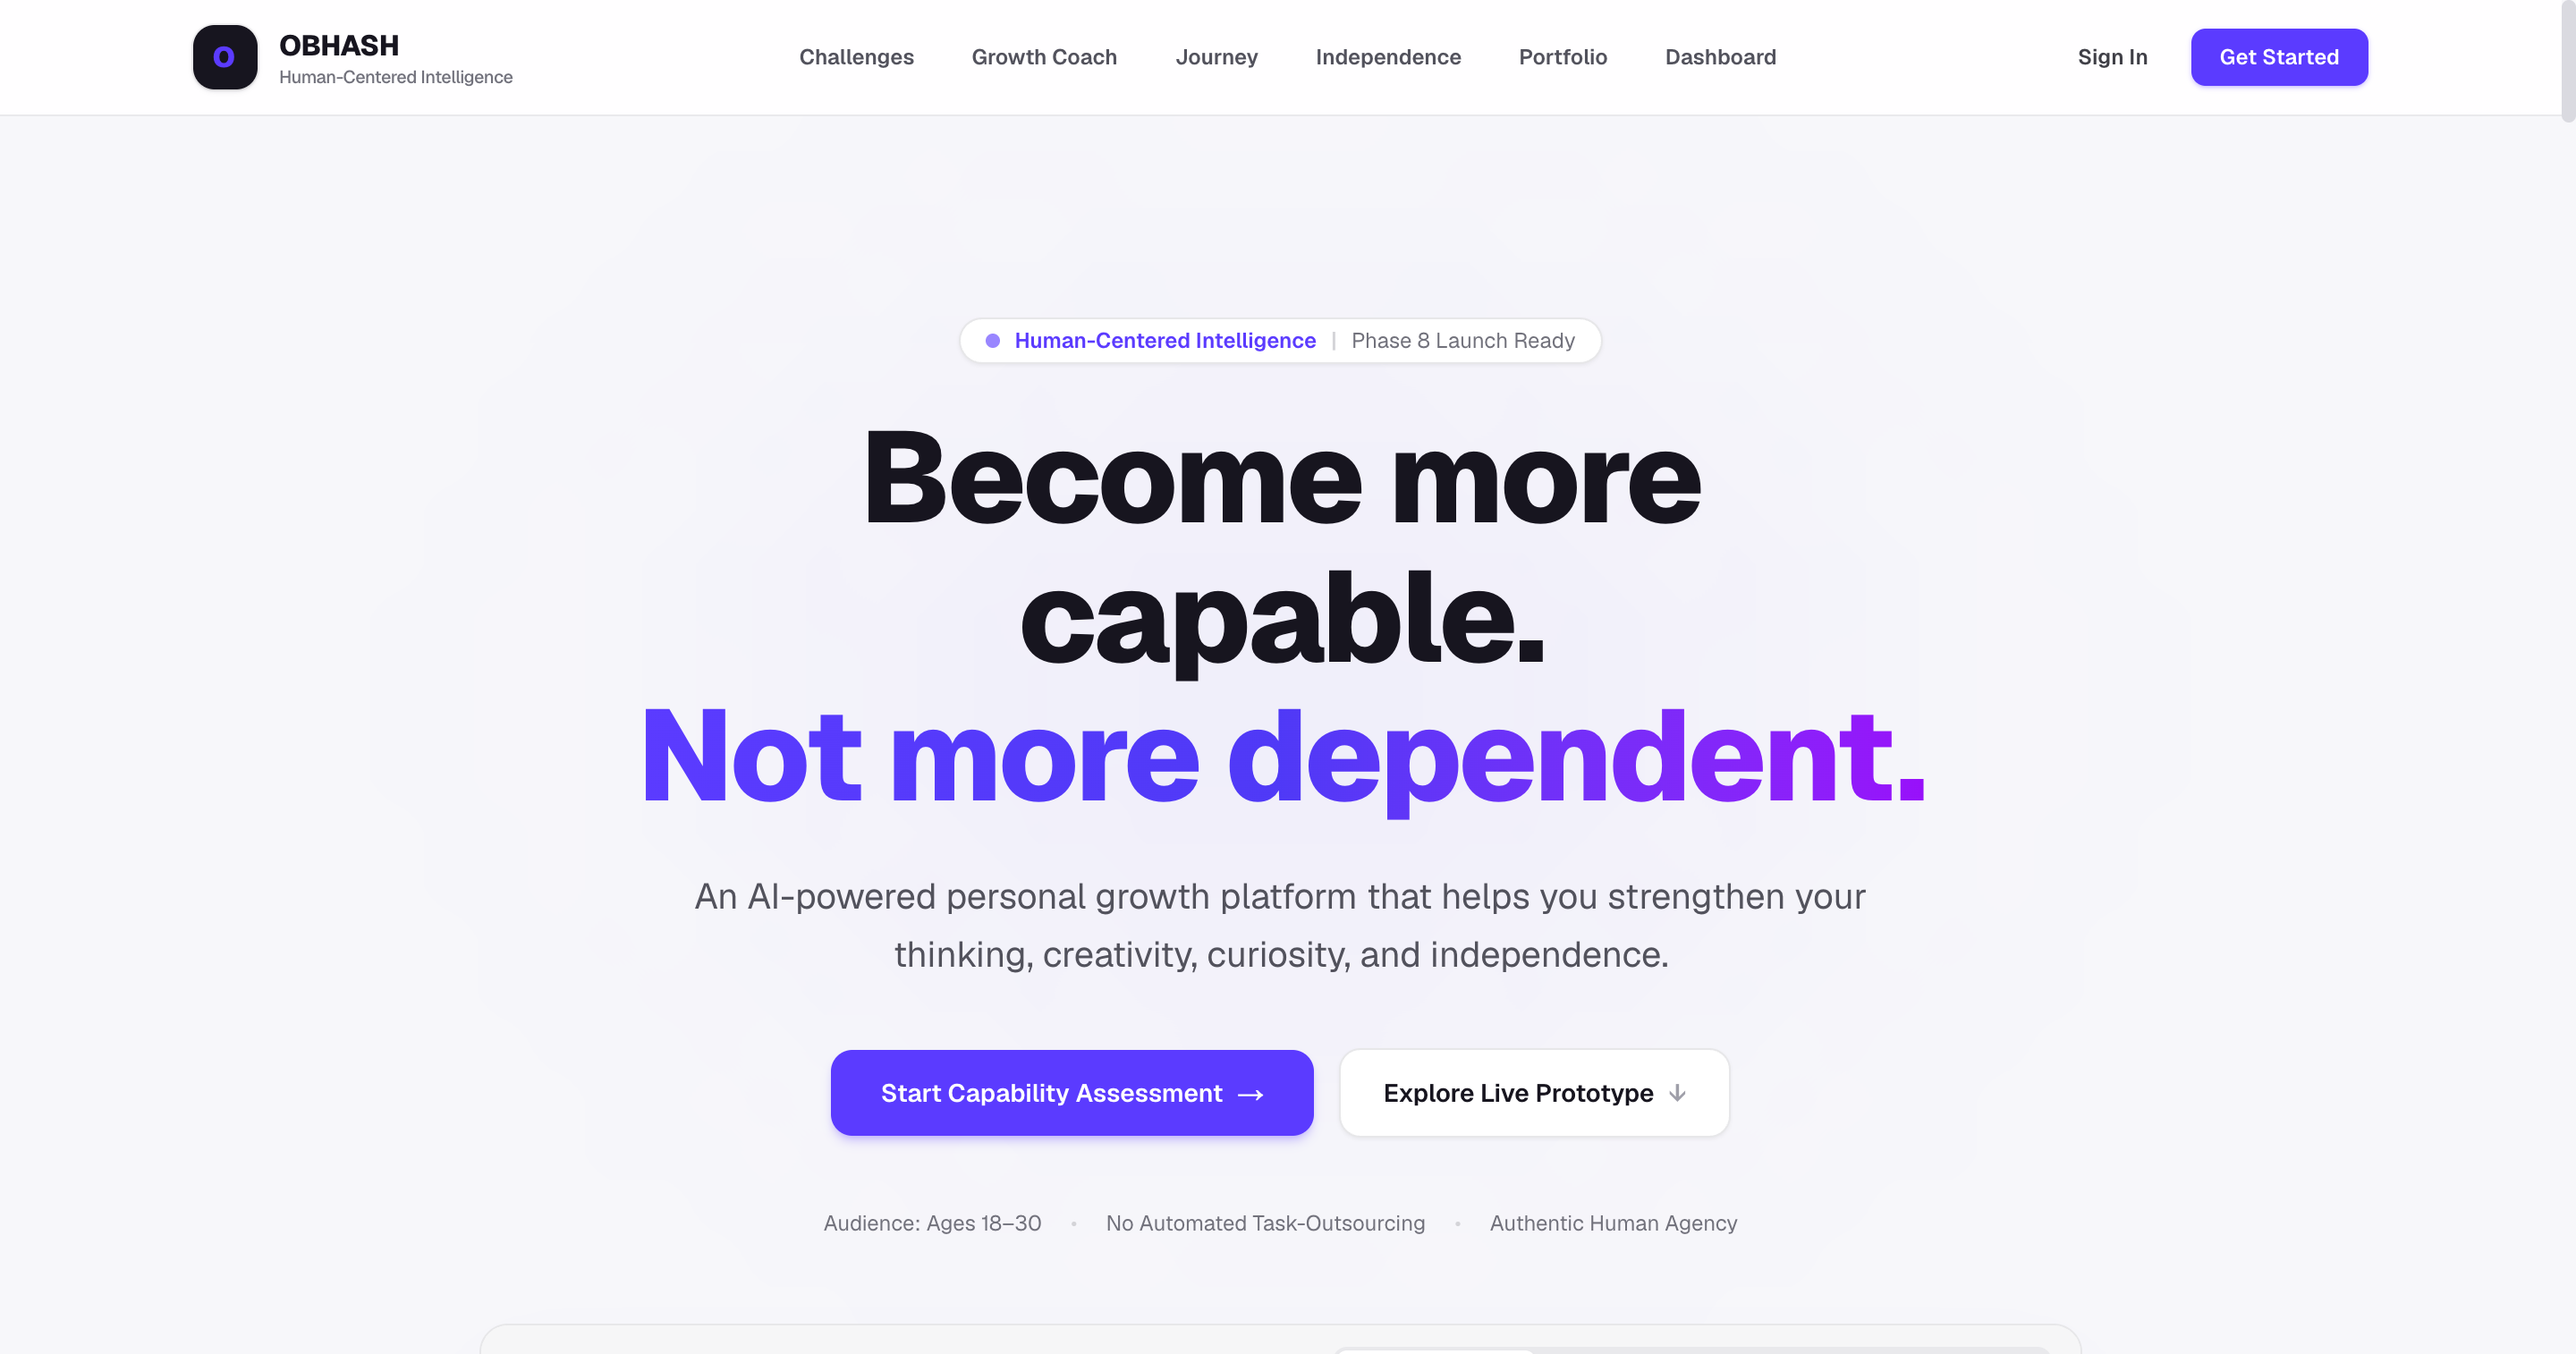 O
OBHASH
Human-Centered Intelligence
Challenges Growth Coach Journey Independence Portfolio Dashboard
Sign In Get Started
Human-Centered Intelligence | Phase 8 Launch Ready
Become more
capable.
Not more dependent.
An AI-powered personal growth platform that helps you strengthen your
thinking, creativity, curiosity, and independence.
Start Capability Assessment →
Explore Live Prototype ↓
Audience: Ages 18–30 • No Automated Task-Outsourcing • Authentic Human Agency